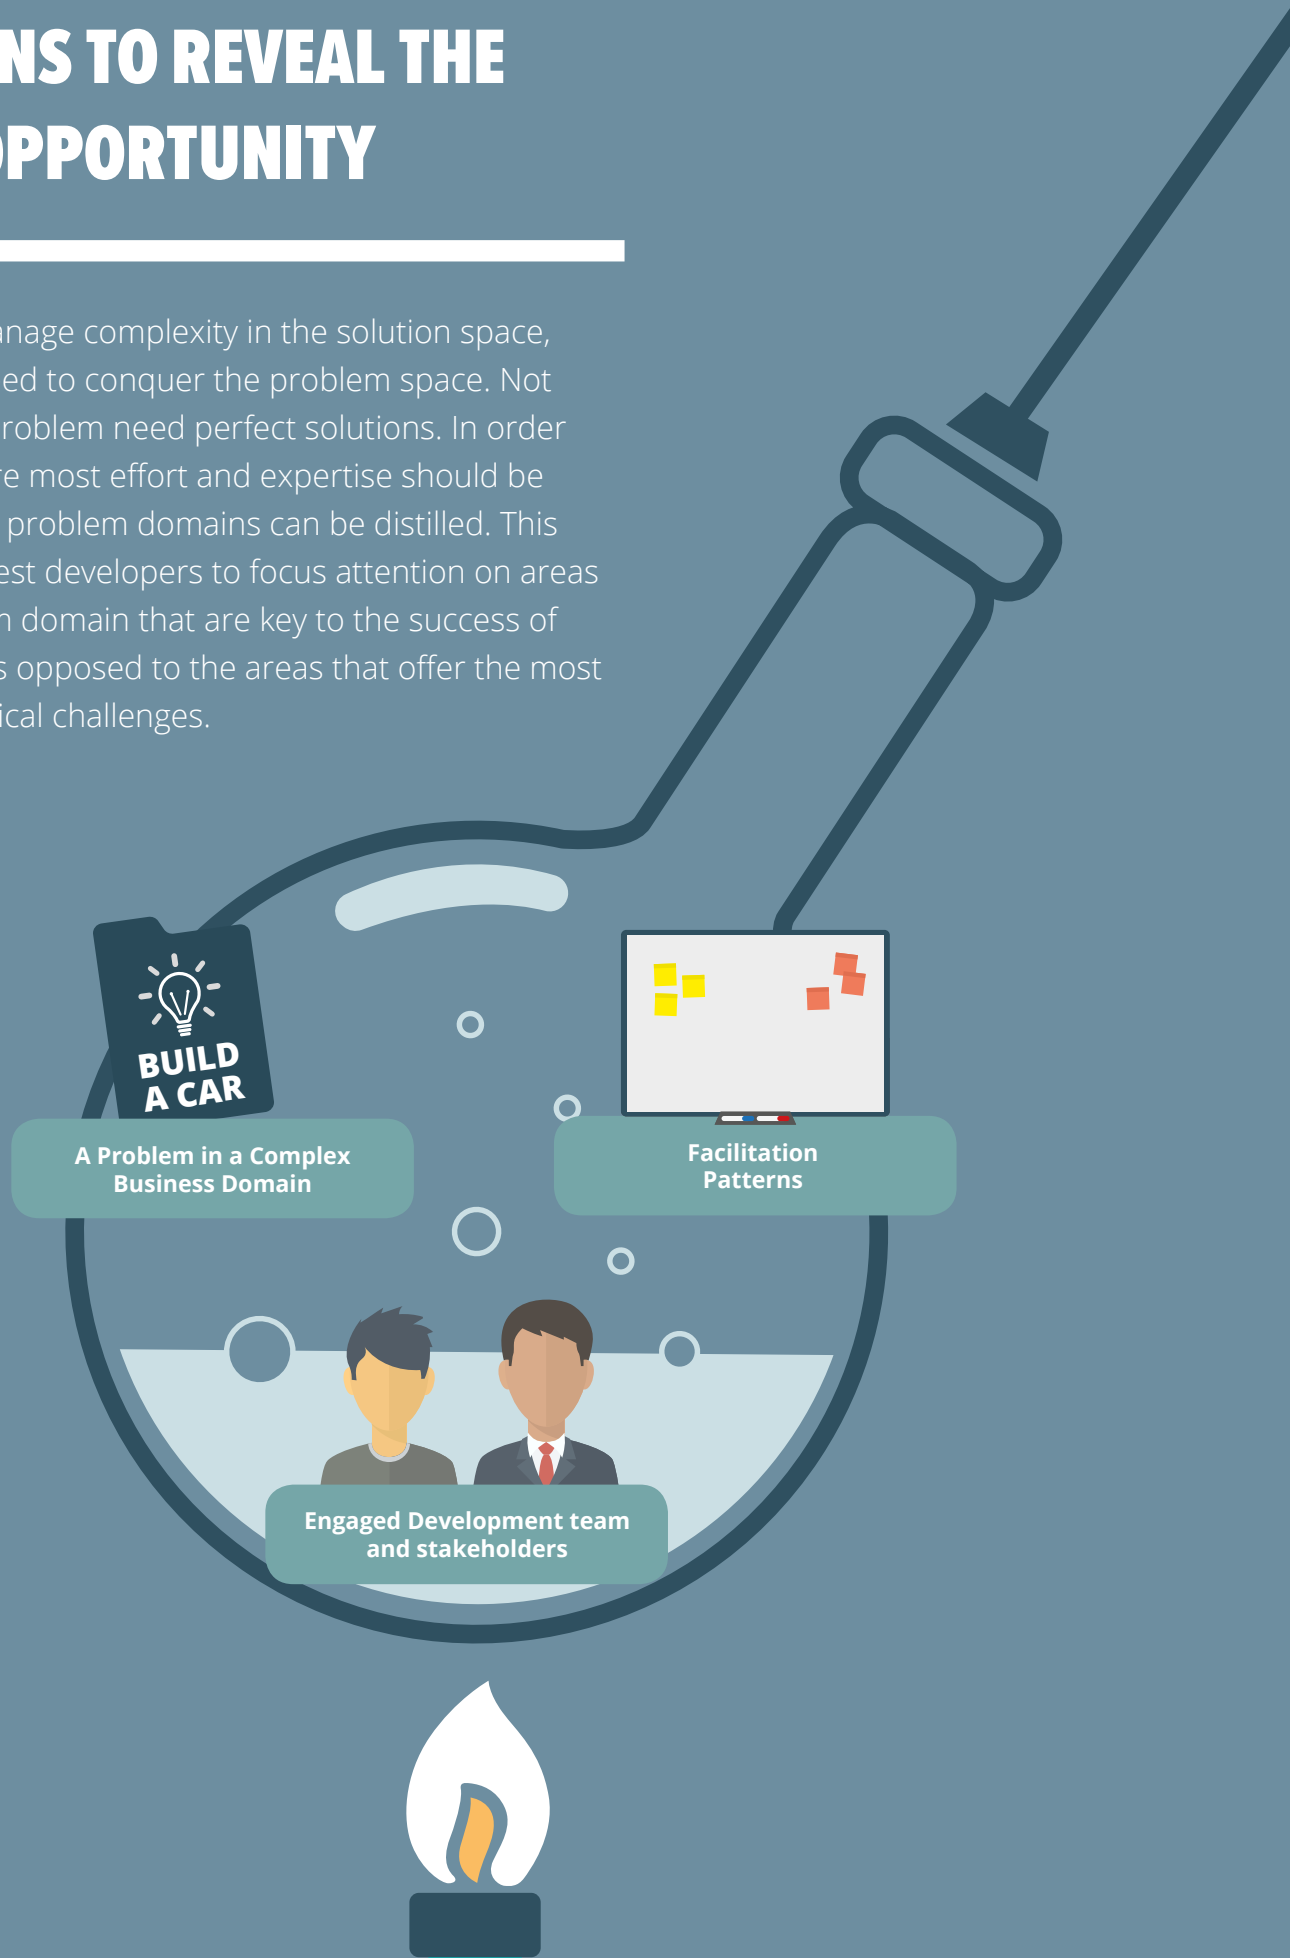 NS TO REVEAL THE
OPPORTUNITY
anage complexity in the solution space,
ed to conquer the problem space. Not
roblem need perfect solutions. In order
re most effort and expertise should be
problem domains can be distilled. This
est developers to focus attention on areas
n domain that are key to the success of
s opposed to the areas that offer the most
ical challenges.
BUILD
A CAR
A Problem in a Complex
Business Domain
Facilitation
Patterns
Engaged Development team
and stakeholders